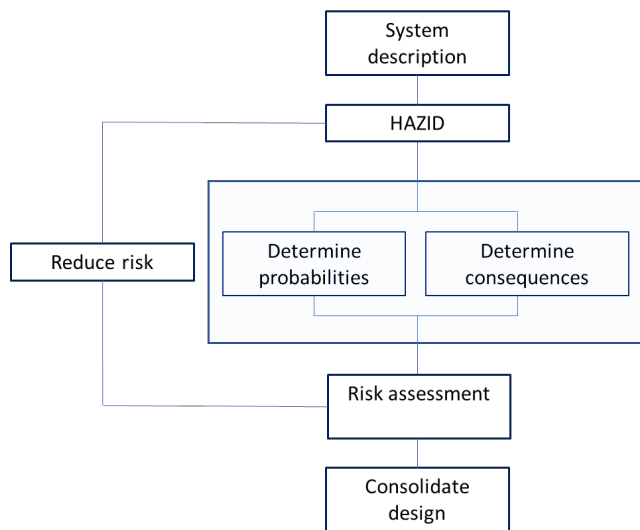 System
description
HAZID
Reduce risk
Determine
probabilities
Determine
consequences
Risk assessment
Consolidate
design